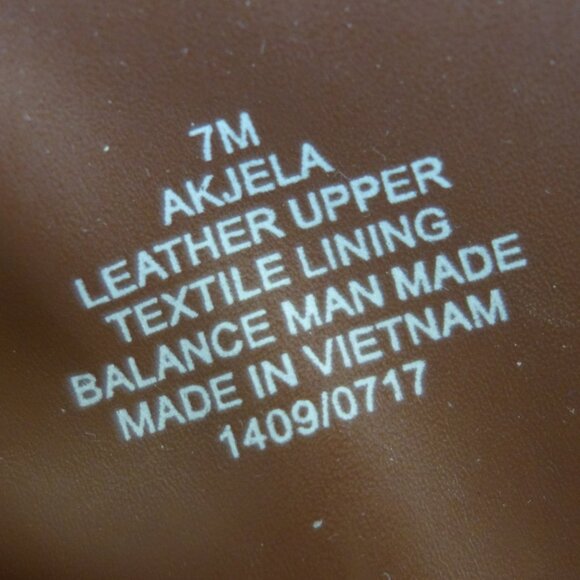 7M
AKJELA
LEATHER UPPER
TEXTILE LINING
BALANCE MAN MADE
MADE IN VIETNAM
1409/0717